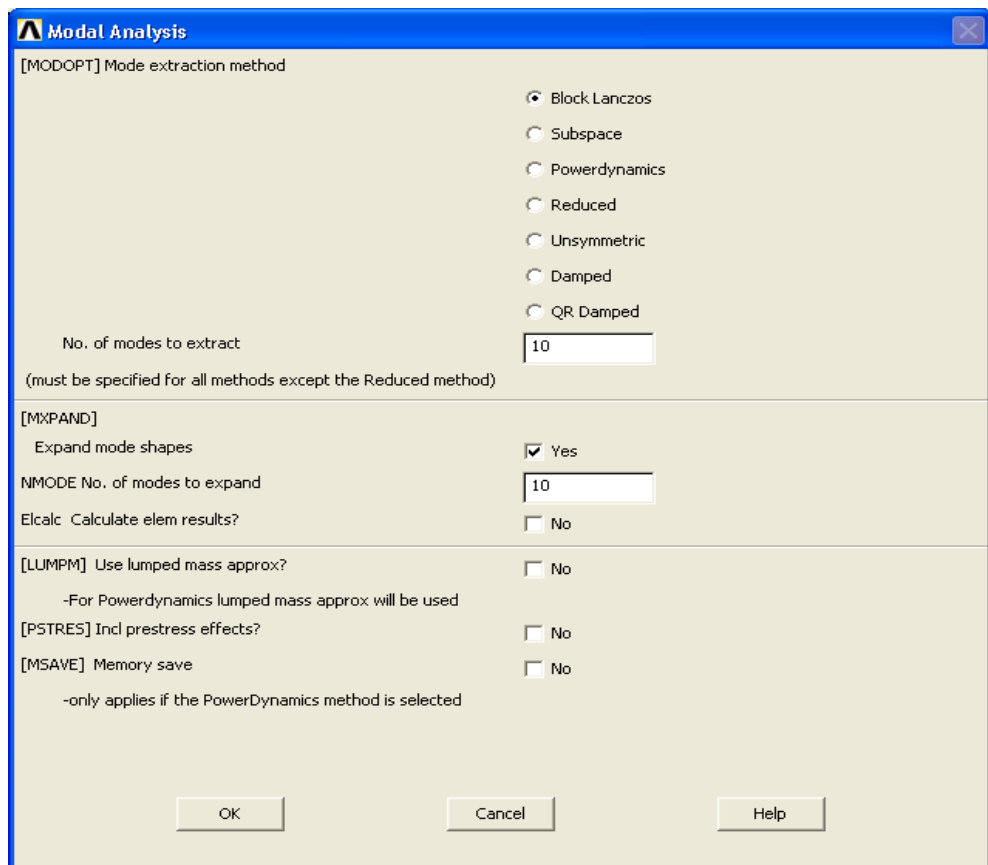 Modal Analysis
[MODOPT] Mode extraction method
Block Lanczos
Subspace
Powerdynamics
Reduced
Unsymmetric
Damped
QR Damped
No. of modes to extract 10
(must be specified for all methods except the Reduced method)
[MXPAND]
Expand mode shapes Yes
NMODE No. of modes to expand 10
Elcalc Calculate elem results? No
[LUMPM] Use lumped mass approx? No
-For Powerdynamics lumped mass approx will be used
[PSTRES] Incl prestress effects? No
[MSAVE] Memory save No
-only applies if the PowerDynamics method is selected
OK Cancel Help